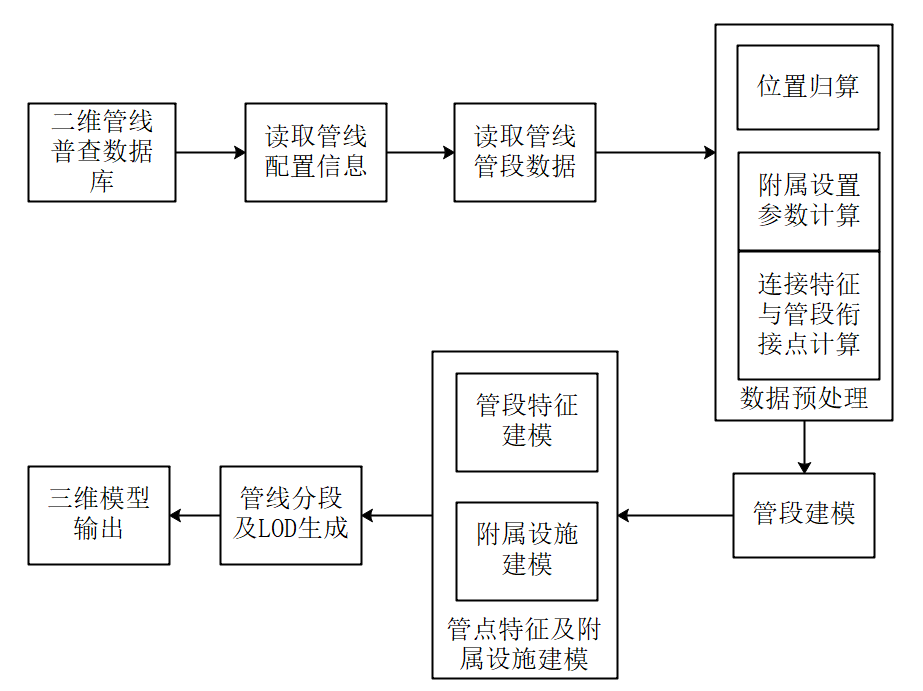 二维管线
普查数据
库
读取管线
配置信息
读取管线
管段数据
位置归算
附属设置
参数计算
连接特征
与管段衔
接点计算
数据预处理
管段建模
管段特征
建模
附属设施
建模
管点特征及附
属设施建模
管线分段
及LOD生成
三维模型
输出